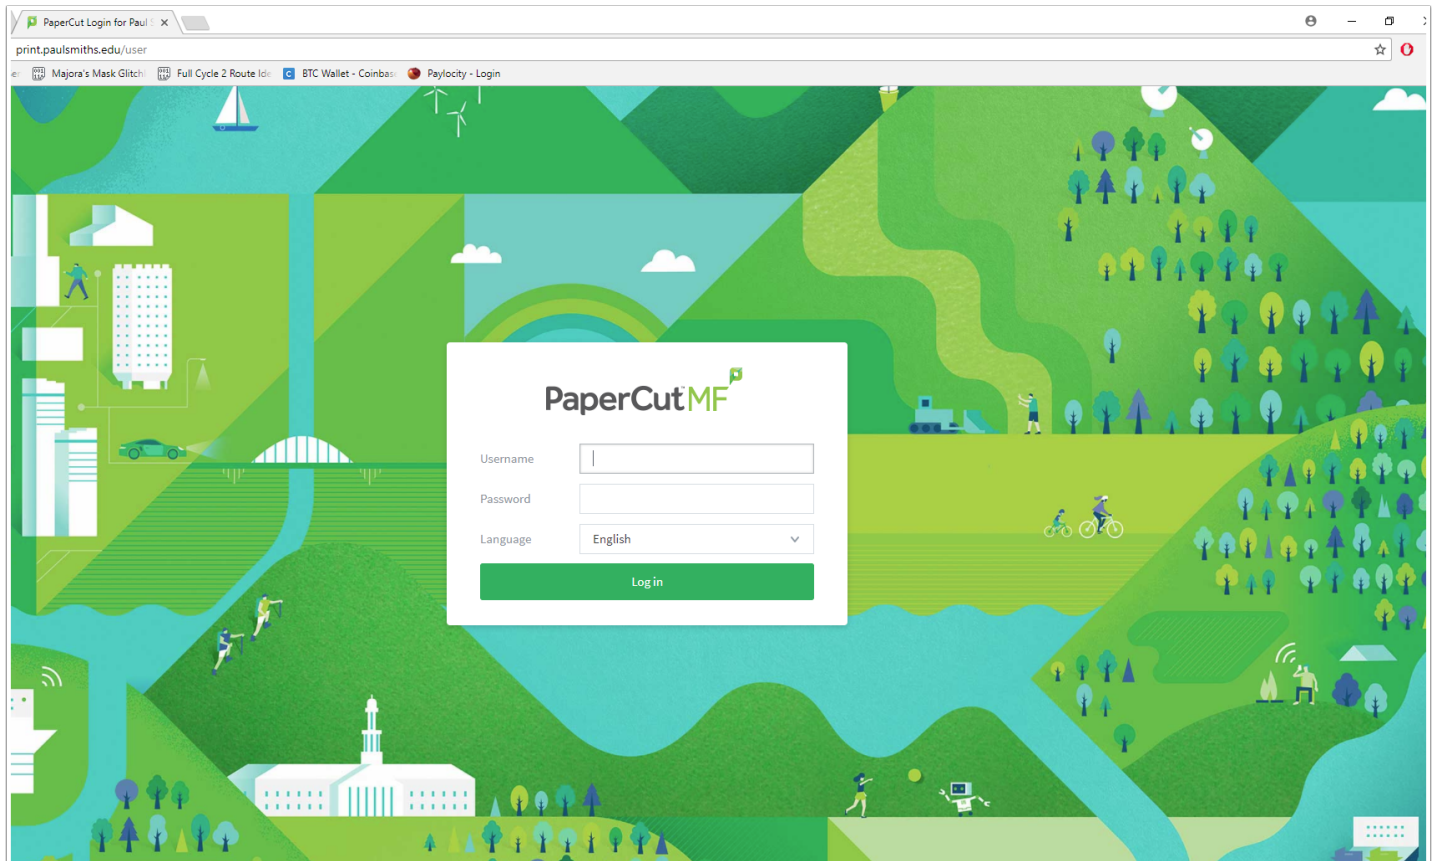 PaperCut Login for Paul S
print.paulsmiths.edu/user
Majora's Mask Glitch Full Cycle 2 Route Ide BTC Wallet - Coinbas Paylocity - Login
PaperCut MF
Username
Password
Language English
Log in